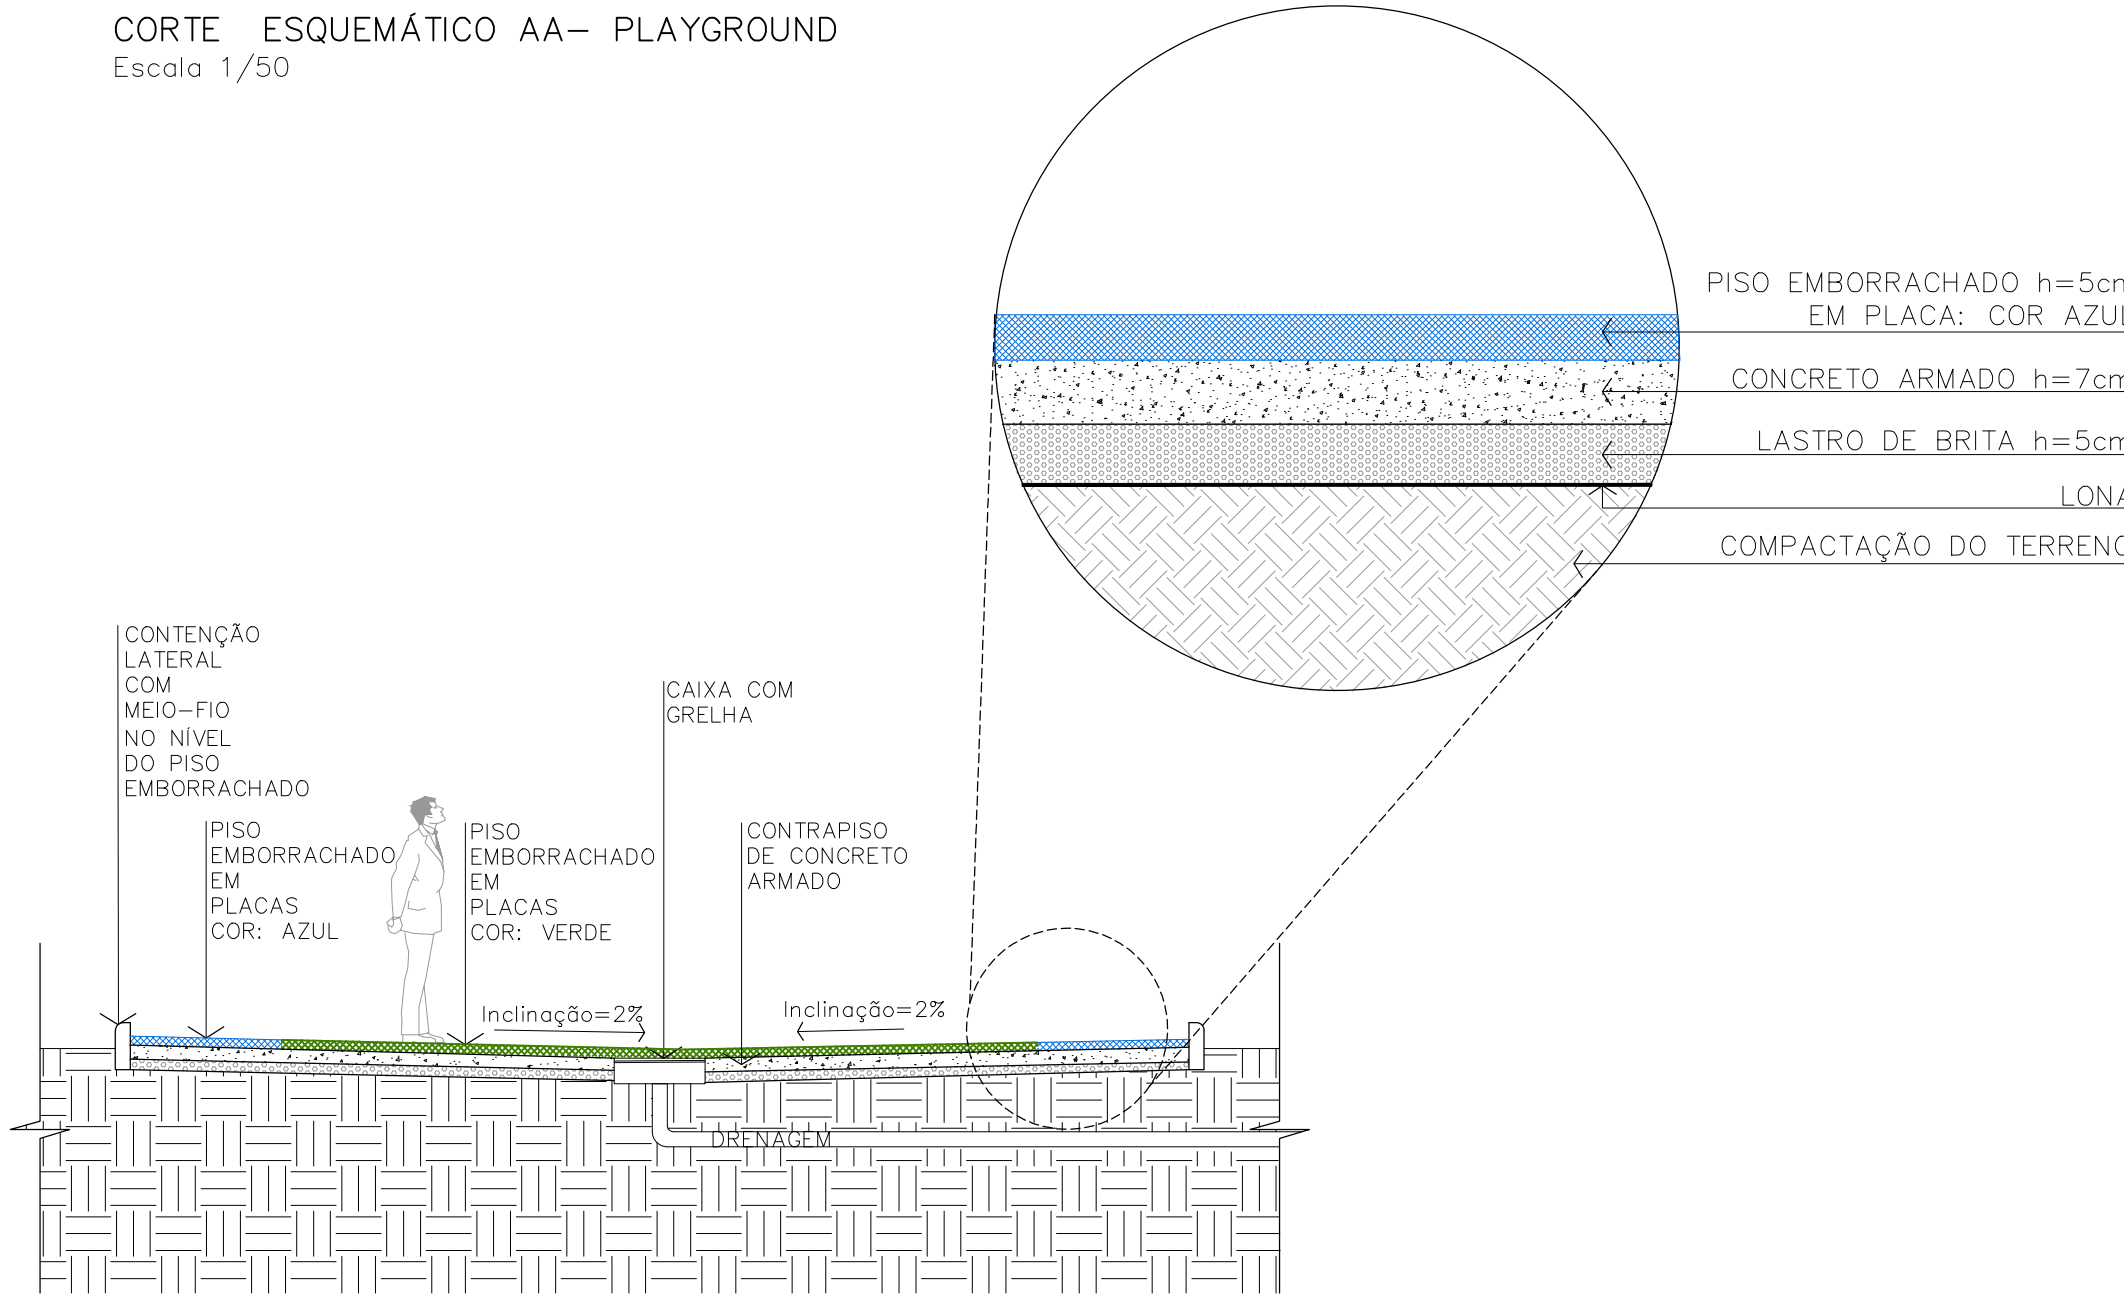 CORTE ESQUEMÁTICO AA- PLAYGROUND
Escala 1/50
PISO EMBORRACHADO h=5cm
EM PLACA: COR AZUL
CONCRETO ARMADO h=7cm
LASTRO DE BRITA h=5cm
LONA
COMPACTAÇÃO DO TERRENO
CONTENÇÃO
LATERAL
COM
MEIO-FIO
NO NÍVEL
DO PISO
EMBORRACHADO
CAIXA COM
GRELHA
PISO
EMBORRACHADO
EM
PLACAS
COR: AZUL
PISO
EMBORRACHADO
EM
PLACAS
COR: VERDE
CONTRAPISO
DE CONCRETO
ARMADO
Inclinação=2%
Inclinação=2%
DRENAGEM